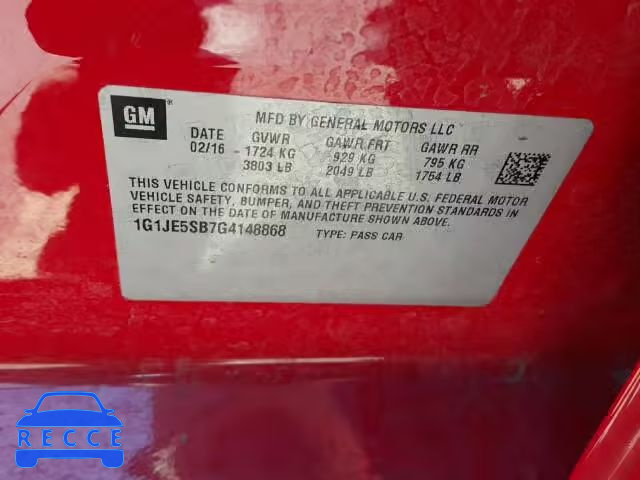 GM ®
MFD BY GENERAL MOTORS LLC
DATE GVWR GAWR FRT GAWR RR
02/16 - 1724 KG 929 KG 795 KG
3803 LB 2049 LB 1754 LB
THIS VEHICLE CONFORMS TO ALL APPLICABLE U.S. FEDERAL MOTOR
VEHICLE SAFETY, BUMPER, AND THEFT PREVENTION STANDARDS IN
EFFECT ON THE DATE OF MANUFACTURE SHOWN ABOVE.
1G1JE5SB7G4148868 TYPE: PASS CAR
RECCE